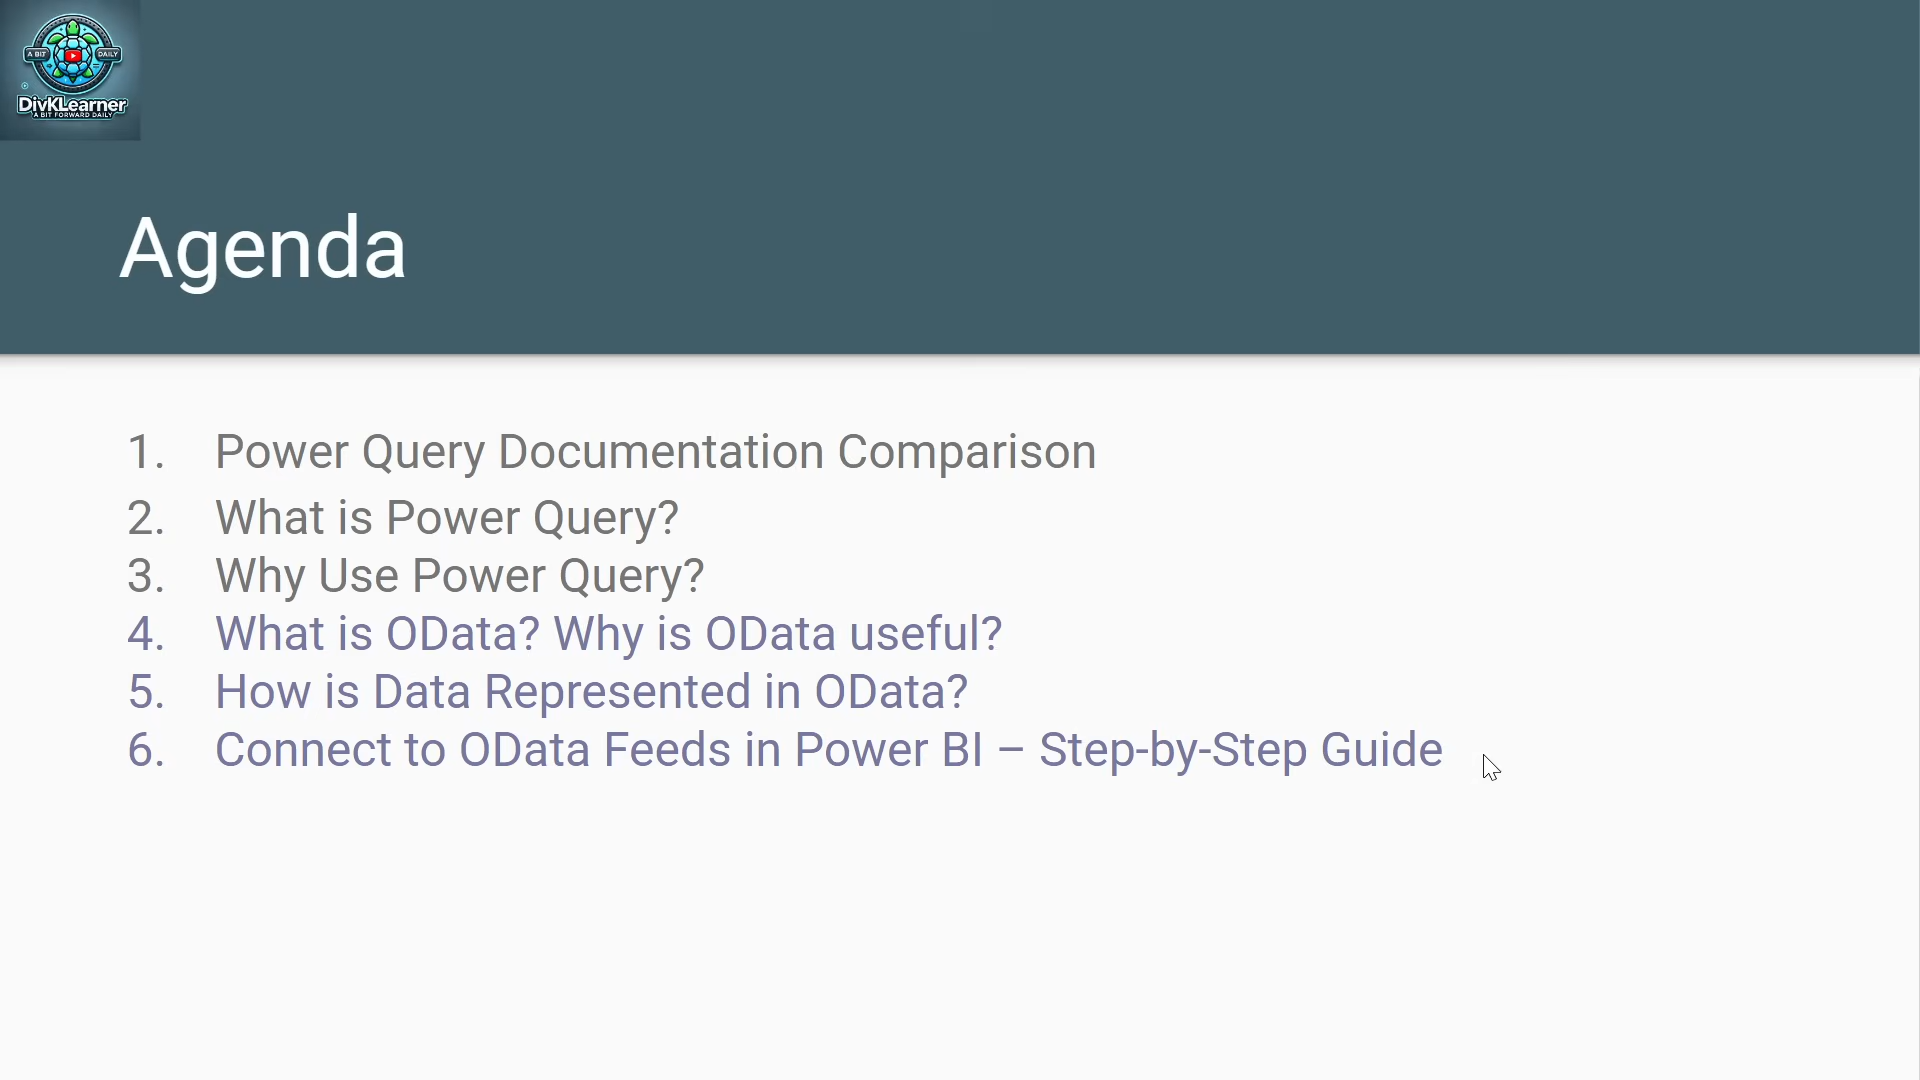 A BIT DAILY
DivKLearner
A BIT FORWARD DAILY
Agenda
1. Power Query Documentation Comparison
2. What is Power Query?
3. Why Use Power Query?
4. What is OData? Why is OData useful?
5. How is Data Represented in OData?
6. Connect to OData Feeds in Power BI – Step-by-Step Guide